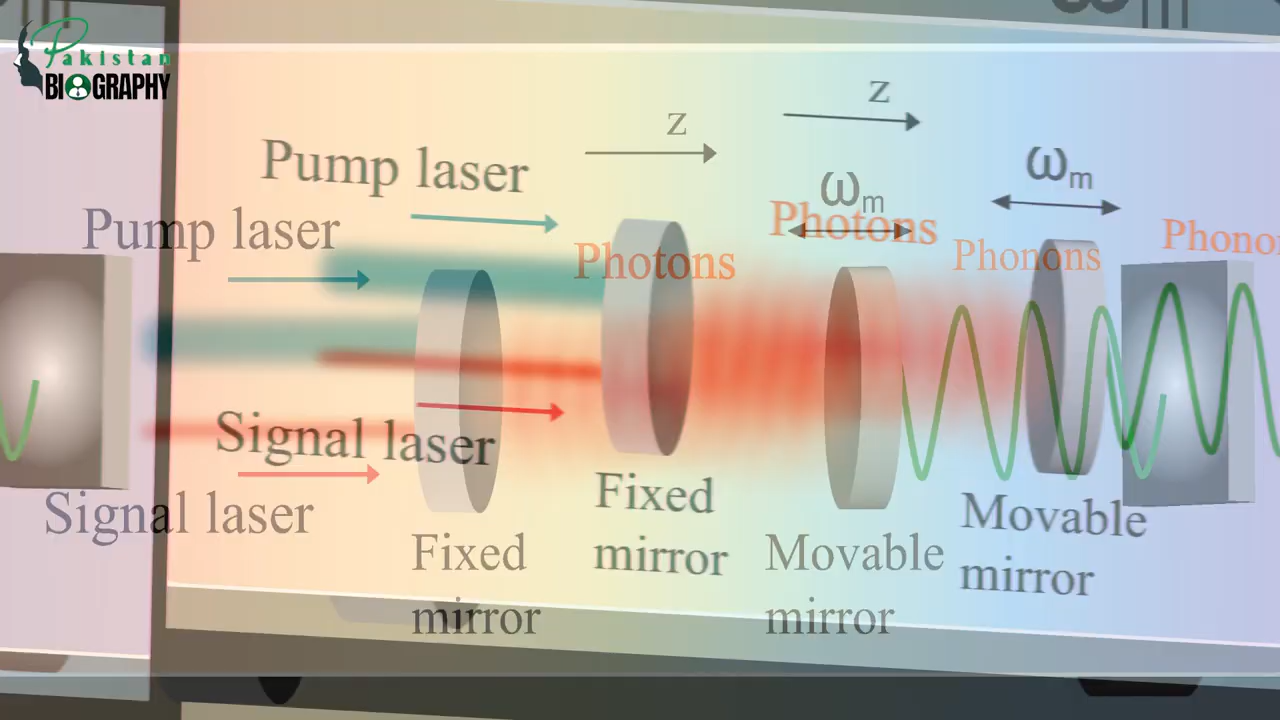 Pakistan
BIOGRAPHY
z
z
ωm
ωm
Pump laser
Pump laser
Photons
Photons
Phonons
Signal laser
Signal laser
Fixed
mirror
Fixed
mirror
Movable
mirror
Movable
mirror